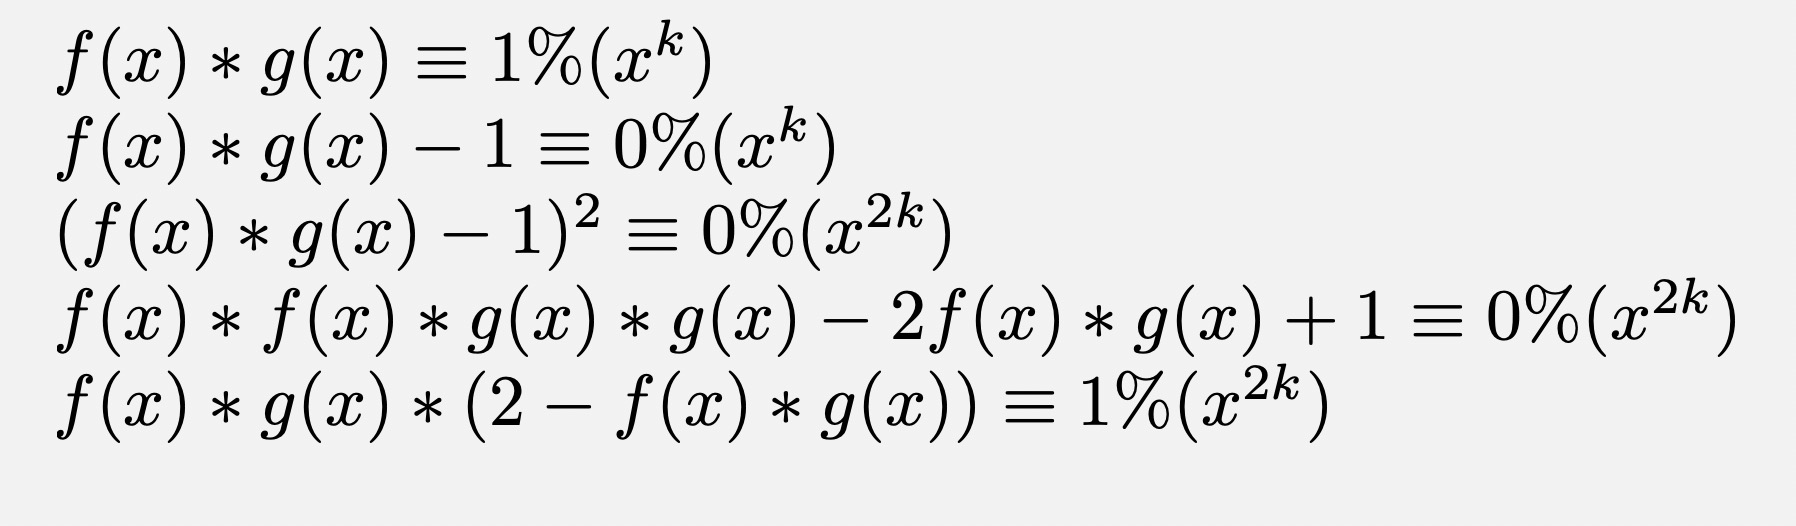 f(x) * g(x) ≡ 1%(x^k)
f(x) * g(x) − 1 ≡ 0%(x^k)
(f(x) * g(x) − 1)^2 ≡ 0%(x^{2k})
f(x) * f(x) * g(x) * g(x) − 2f(x) * g(x) + 1 ≡ 0%(x^{2k})
f(x) * g(x) * (2 − f(x) * g(x)) ≡ 1%(x^{2k})